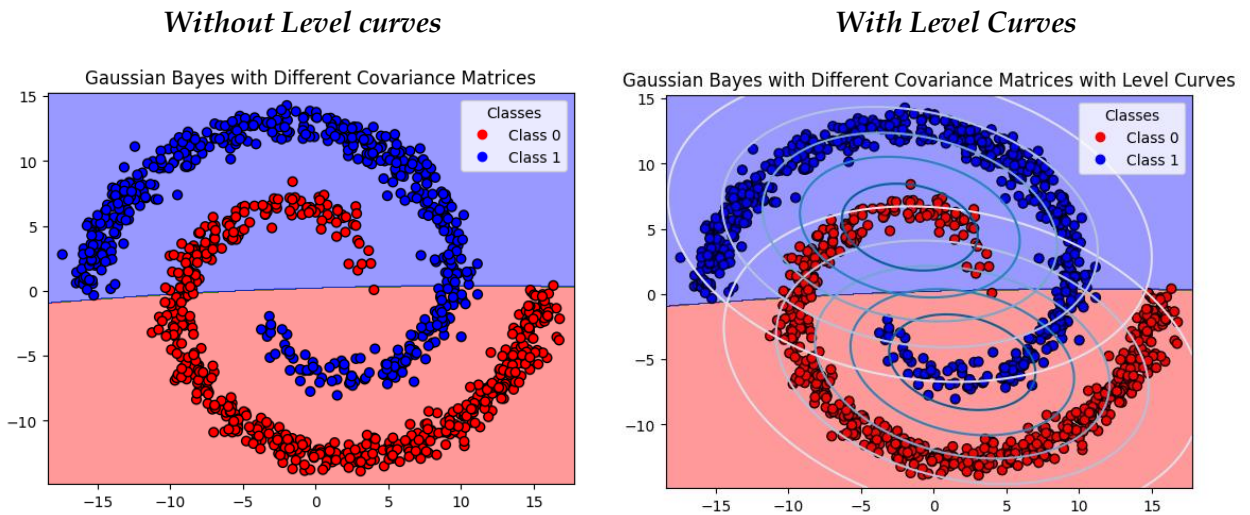 Without Level curves
With Level Curves
Gaussian Bayes with Different Covariance Matrices
Gaussian Bayes with Different Covariance Matrices with Level Curves
Classes
Class 0
Class 1
15
10
5
0
−5
−10
−15
−10
−5
0
5
10
15
Classes
Class 0
Class 1
15
10
5
0
−5
−10
−15
−10
−5
0
5
10
15